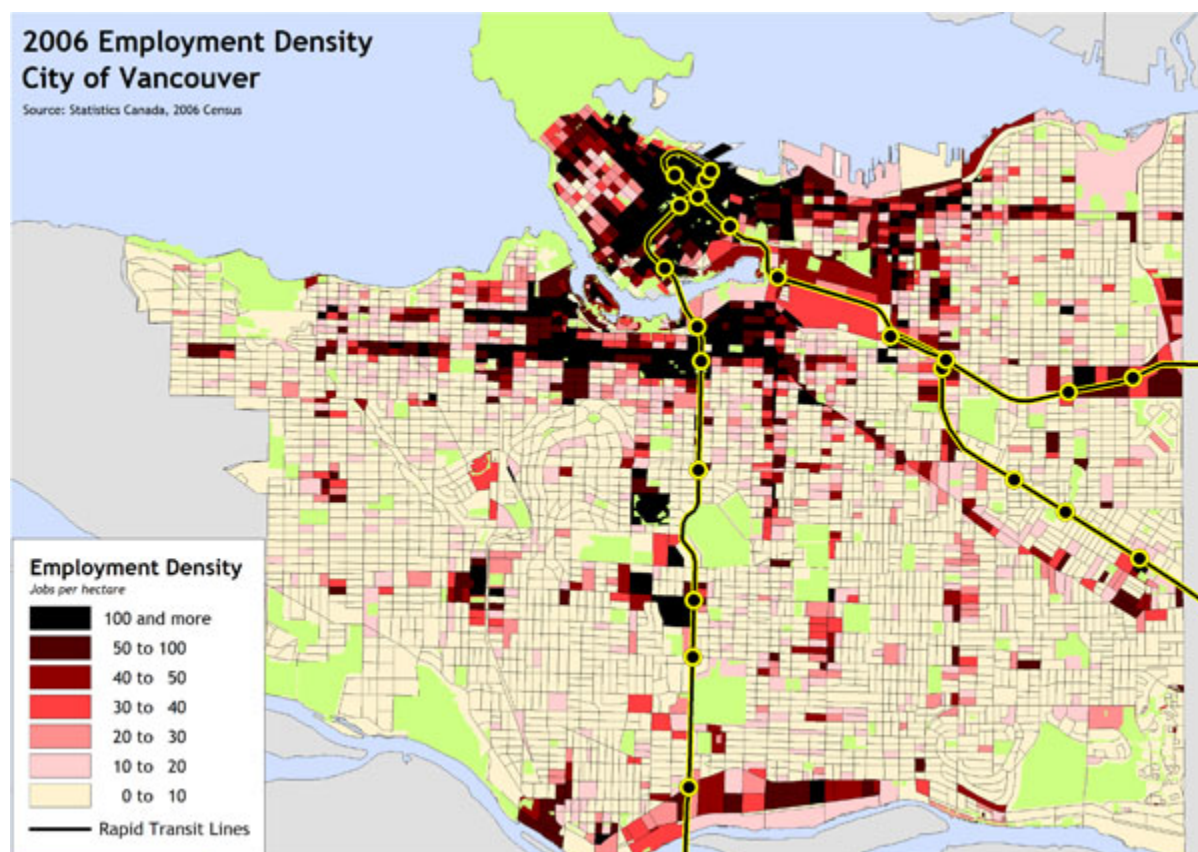 2006 Employment Density
City of Vancouver
Source: Statistics Canada, 2006 Census
Employment Density
Jobs per hectare
100 and more
50 to 100
40 to 50
30 to 40
20 to 30
10 to 20
0 to 10
Rapid Transit Lines